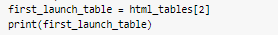 first_launch_table = html_tables[2]
print(first_launch_table)